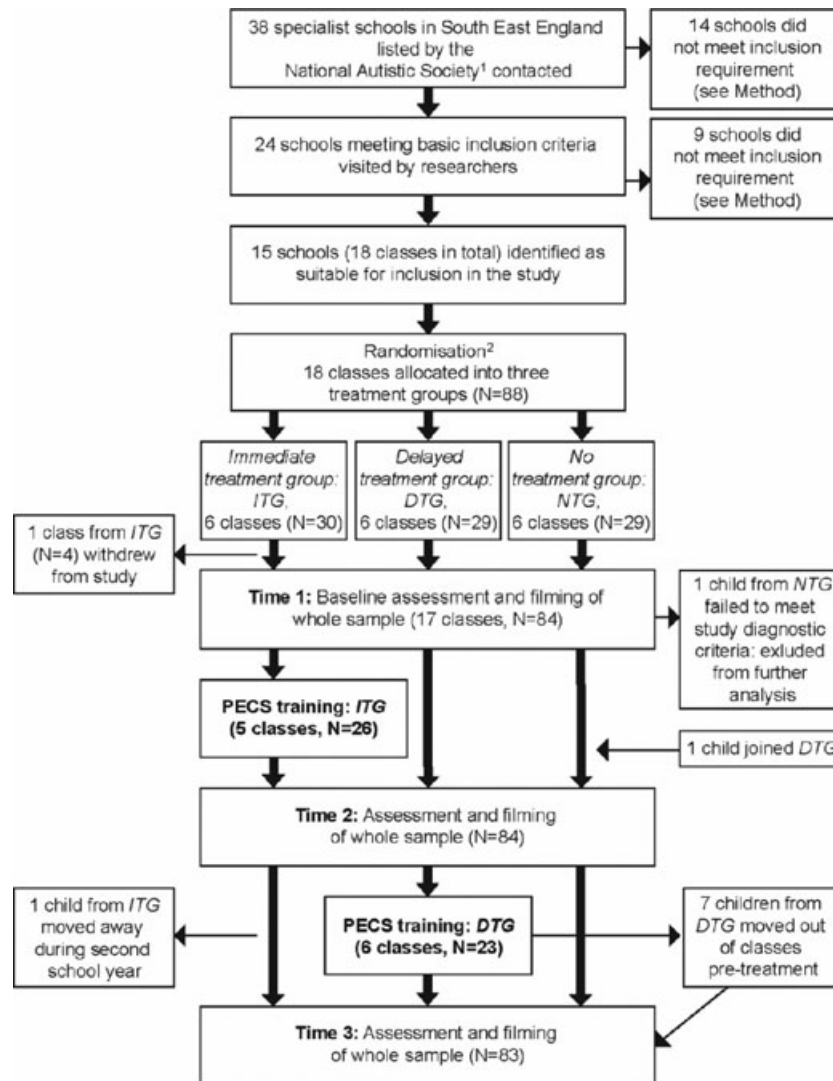 38 specialist schools in South East England
listed by the
National Autistic Society¹ contacted
14 schools did
not meet inclusion
requirement
(see Method)
24 schools meeting basic inclusion criteria
visited by researchers
9 schools did
not meet inclusion
requirement
(see Method)
15 schools (18 classes in total) identified as
suitable for inclusion in the study
Randomisation²
18 classes allocated into three
treatment groups (N=88)
Immediate
treatment group:
ITG,
6 classes (N=30)
Delayed
treatment group:
DTG,
6 classes (N=29)
No
treatment group:
NTG,
6 classes (N=29)
1 class from ITG
(N=4) withdrew
from study
Time 1: Baseline assessment and filming of
whole sample (17 classes, N=84)
1 child from NTG
failed to meet
study diagnostic
criteria: exluded
from further
analysis
PECS training: ITG
(5 classes, N=26)
1 child joined DTG
Time 2: Assessment and filming
of whole sample (N=84)
1 child from ITG
moved away
during second
school year
PECS training: DTG
(6 classes, N=23)
7 children from
DTG moved out
of classes
pre-treatment
Time 3: Assessment and filming
of whole sample (N=83)